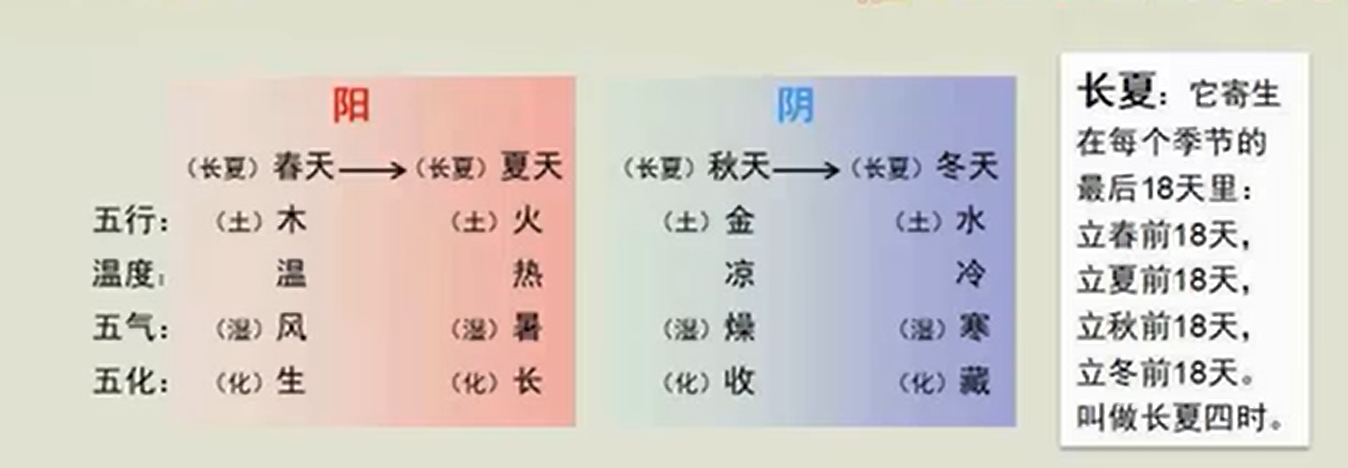 阳
阴
(长夏)春天→(长夏)夏天
(长夏)秋天→(长夏)冬天
五行: (土)木 (土)火 (土)金 (土)水
温度: 温 热 凉 冷
五气: (湿)风 (湿)暑 (湿)燥 (湿)寒
五化: (化)生 (化)长 (化)收 (化)藏
长夏:它寄生
在每个季节的
最后18天里:
立春前18天,
立夏前18天,
立秋前18天,
立冬前18天。
叫做长夏四时。